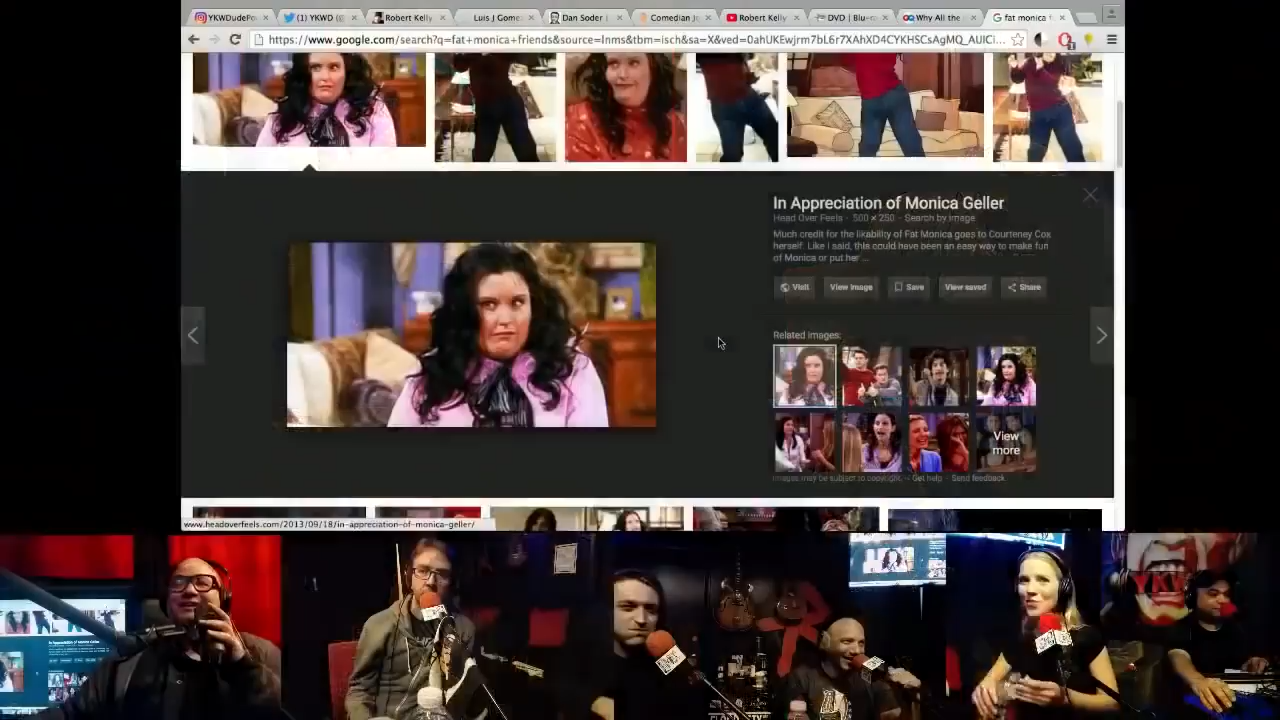 YKWDudePo
(1) YKWD (@
Robert Kelly
Luis J Gome
Dan Soder |
Comedian Jo
Robert Kelly
DVD | Blu-
Why All the
fat monica f
https://www.google.com/search?q=fat+monica+friends&source=lnms&tbm=isch&sa=X&ved=
In Appreciation of Monica Geller
Head Over Feels · 500 × 250 · Search by image
Much credit for the likability of Fat Monica goes to Courteney Cox
herself. Like I said, this could have been an easy way to make fun
of Monica or put her ...
Visit View image Save View saved Share
Related images:
View
more
Images may be subject to copyright. - Get help - Send feedback
www.headoverfeels.com/2013/09/18/in-appreciation-of-monica-geller/